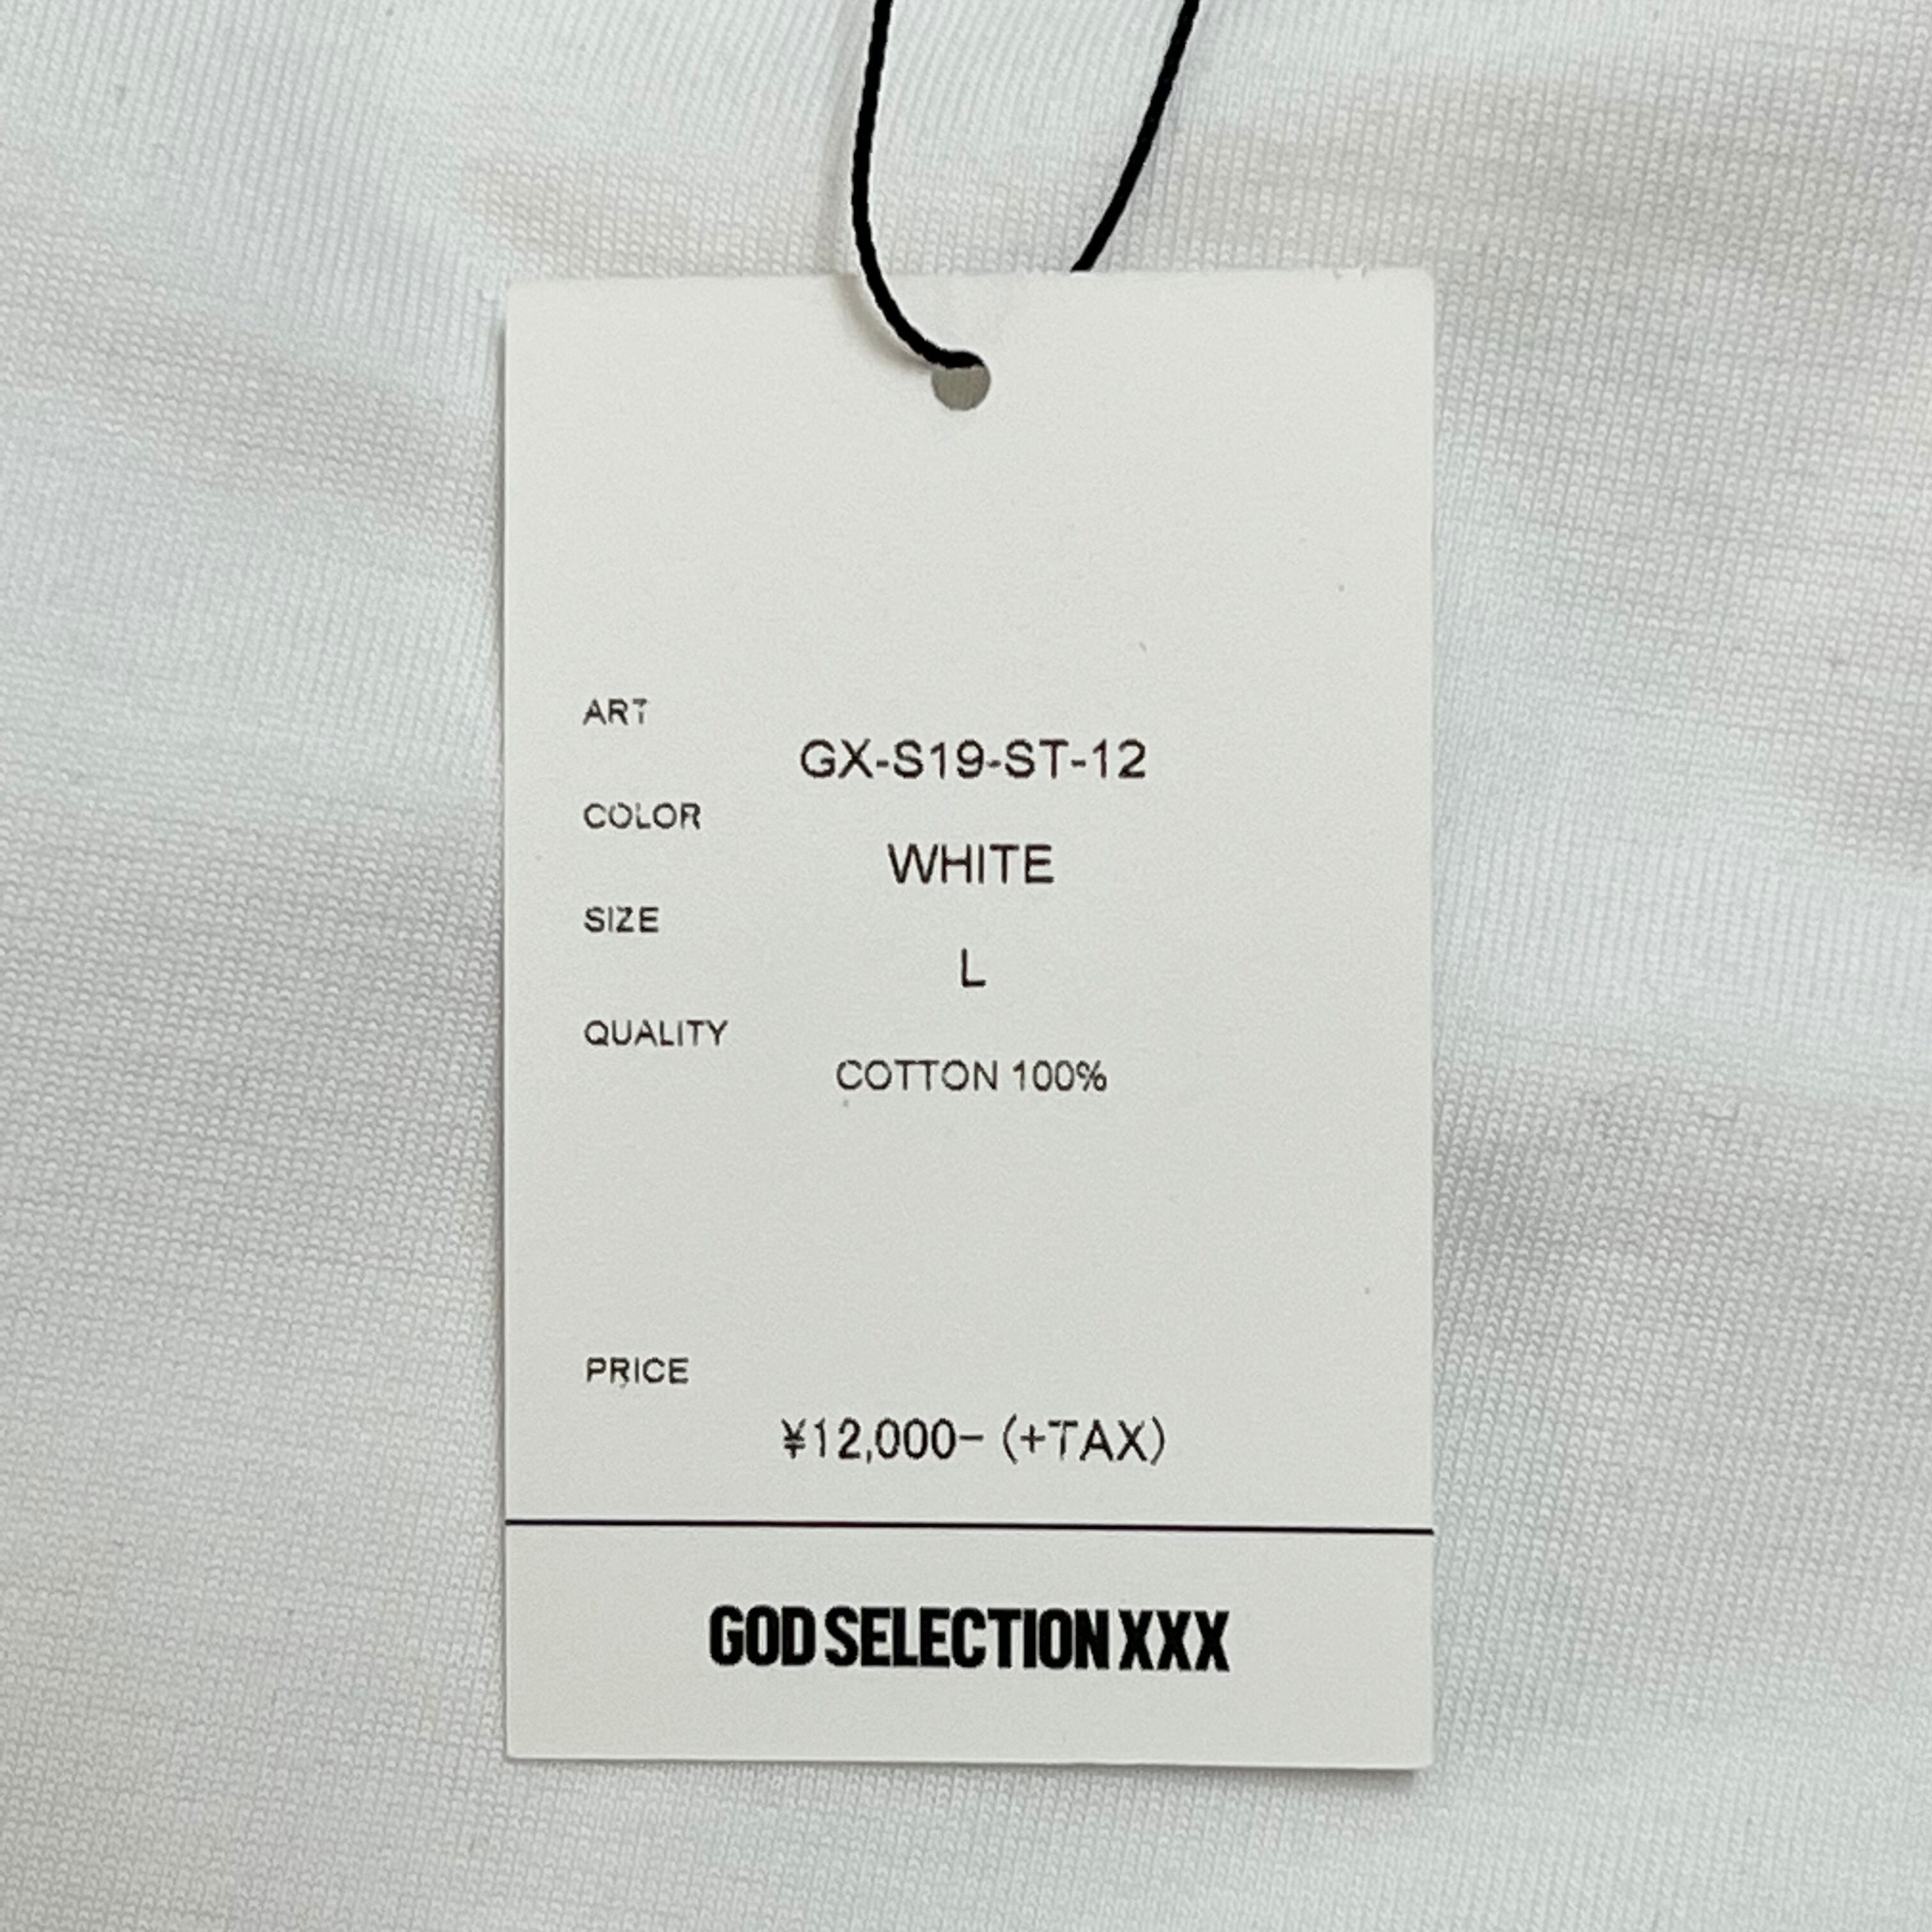 ART
GX-S19-ST-12
COLOR
WHITE
SIZE
L
QUALITY
COTTON 100%
PRICE
¥12,000- (+TAX)
GOD SELECTION XXX